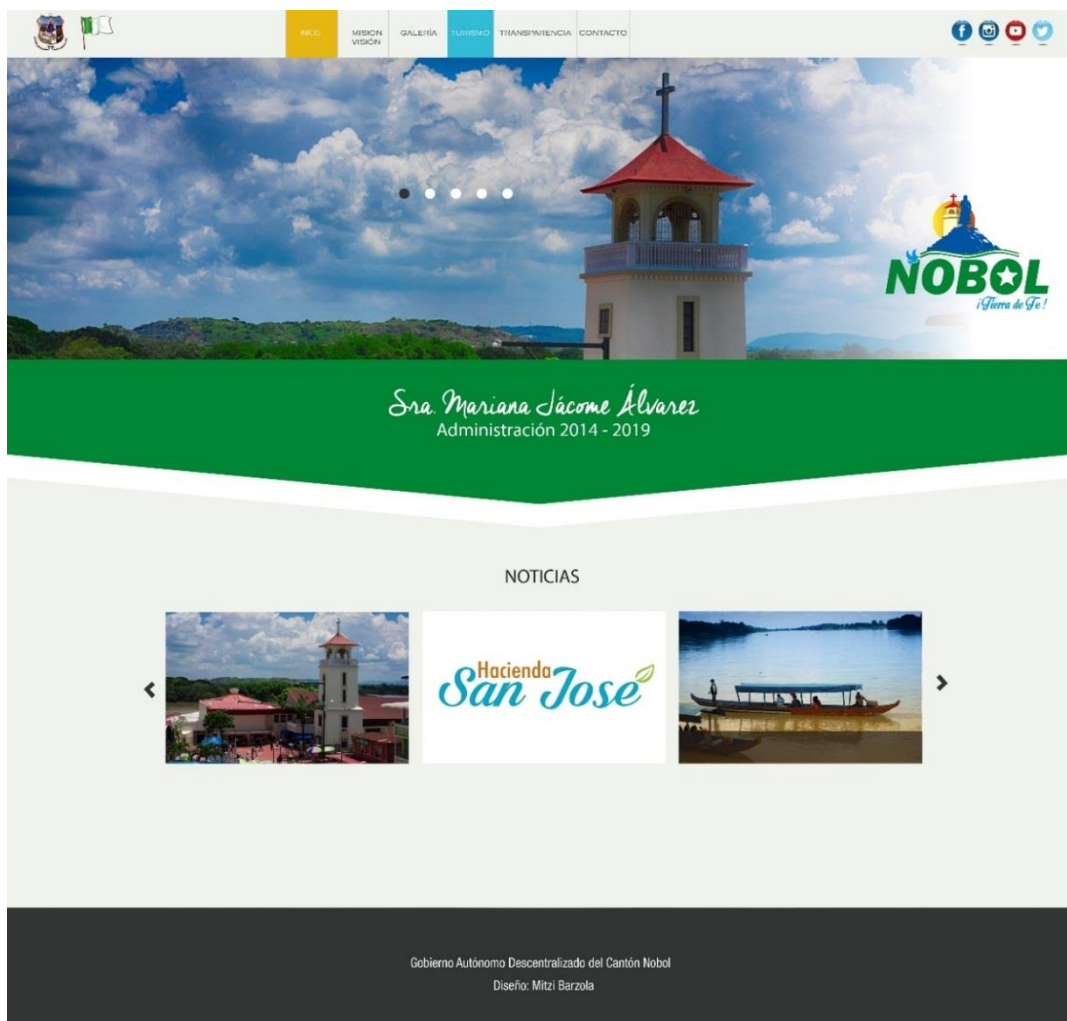 INICIO
MISION
VISIÓN
GALERÍA
TURISMO
TRANSPARENCIA
CONTACTO
NOBOL
¡Tierra de Fe!
Sra. Mariana Jácome Álvarez
Administración 2014 - 2019
NOTICIAS
Hacienda
San José
Gobierno Autónomo Descentralizado del Cantón Nobol
Diseño: Mitzi Barzola